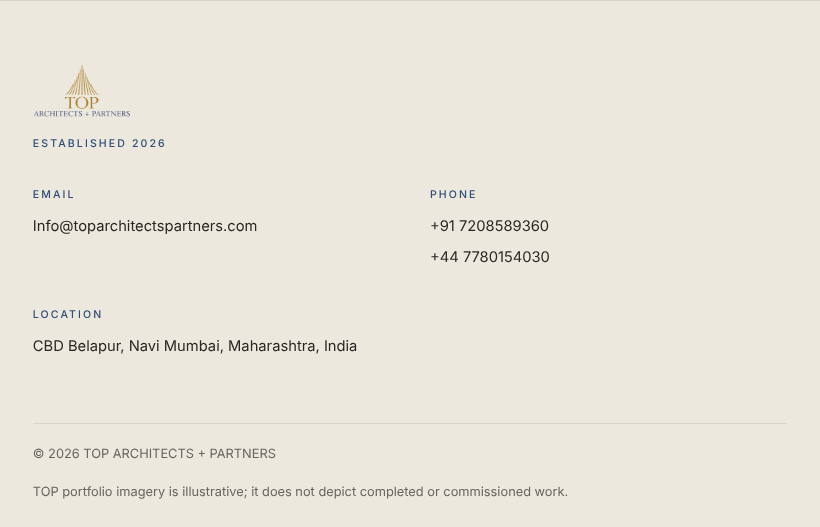 TOP
ARCHITECTS + PARTNERS
ESTABLISHED 2026
EMAIL
Info@toparchitectspartners.com
PHONE
+91 7208589360
+44 7780154030
LOCATION
CBD Belapur, Navi Mumbai, Maharashtra, India
© 2026 TOP ARCHITECTS + PARTNERS
TOP portfolio imagery is illustrative; it does not depict completed or commissioned work.